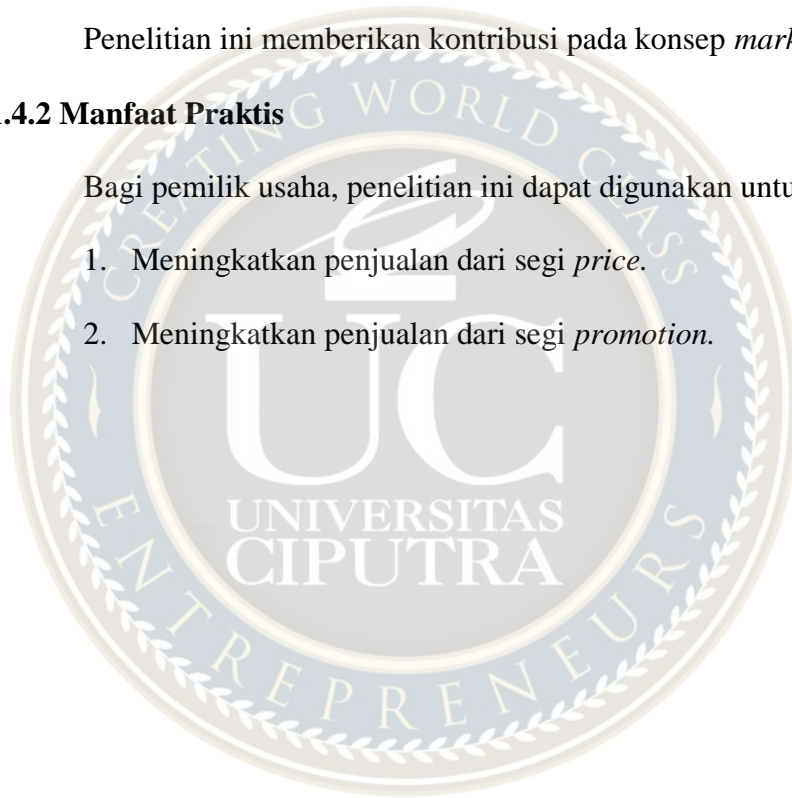 Penelitian ini memberikan kontribusi pada konsep mark
.4.2 Manfaat Praktis
Bagi pemilik usaha, penelitian ini dapat digunakan untu
1. Meningkatkan penjualan dari segi price.
2. Meningkatkan penjualan dari segi promotion.
CREATING WORLD CLASS
UC
UNIVERSITAS
CIPUTRA
ENTREPRENEURS